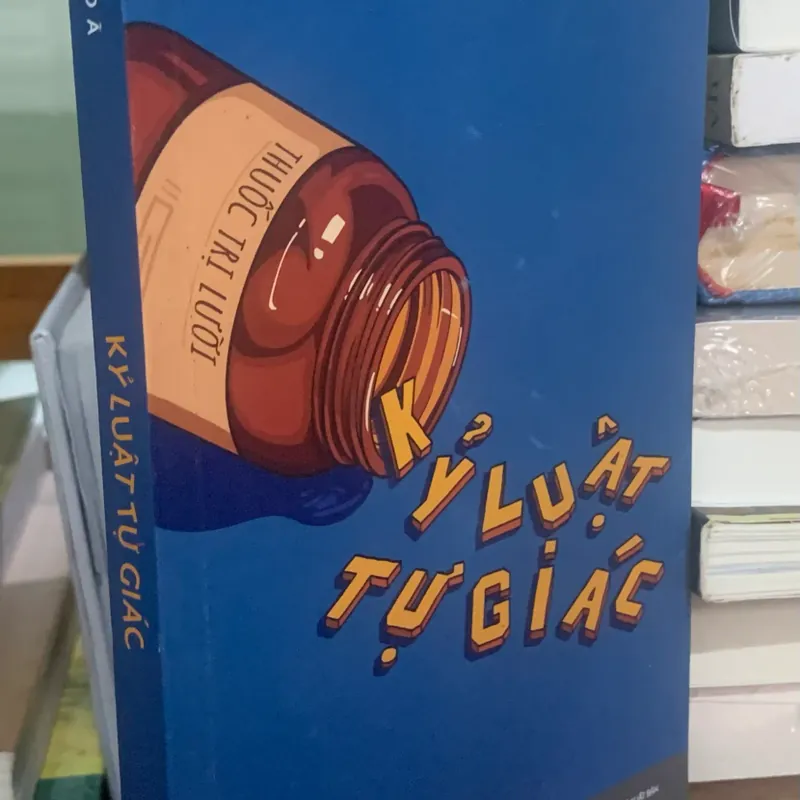 THUỐC TRỊ LƯỜI
KỶ LUẬT
TỰ GIÁC
KỶ LUẬT TỰ GIÁC